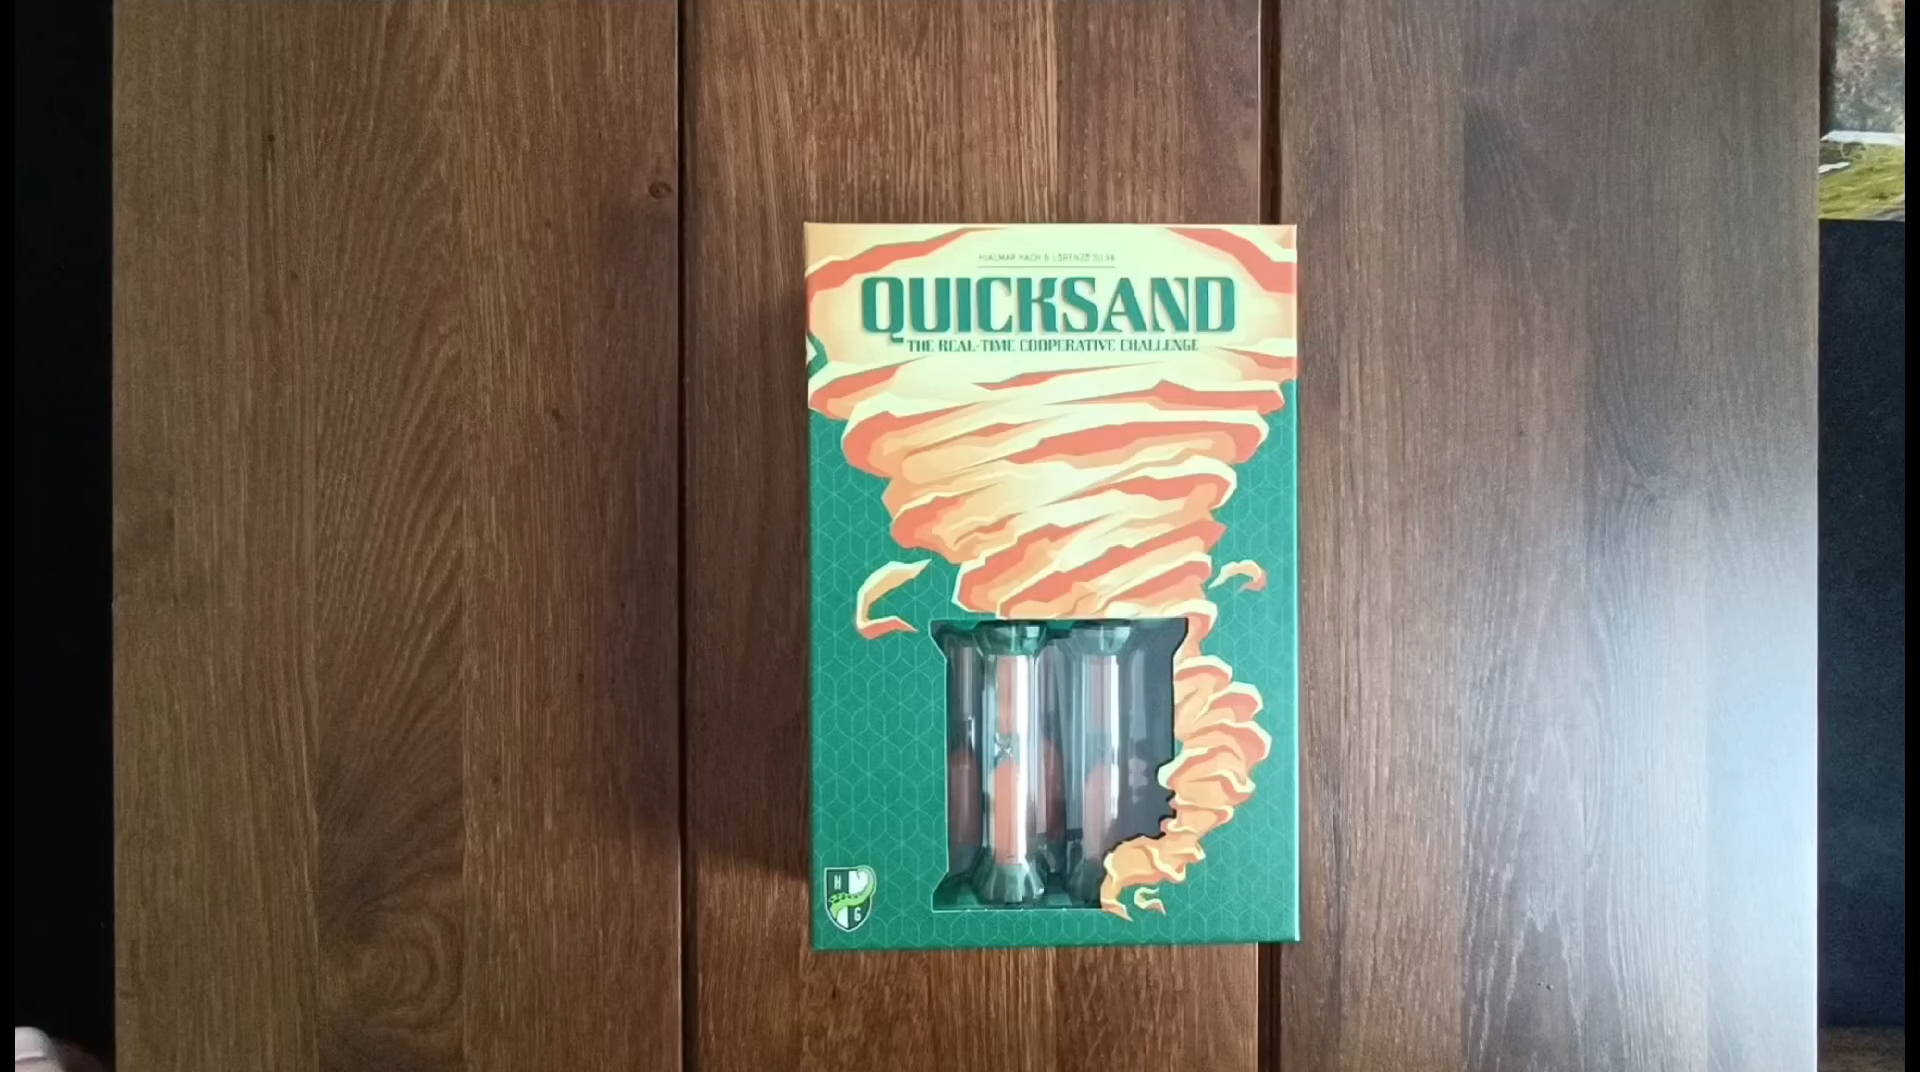 HJALMAR HACH & LORENZO SILVA
QUICKSAND
THE REAL-TIME COOPERATIVE CHALLENGE
H
G